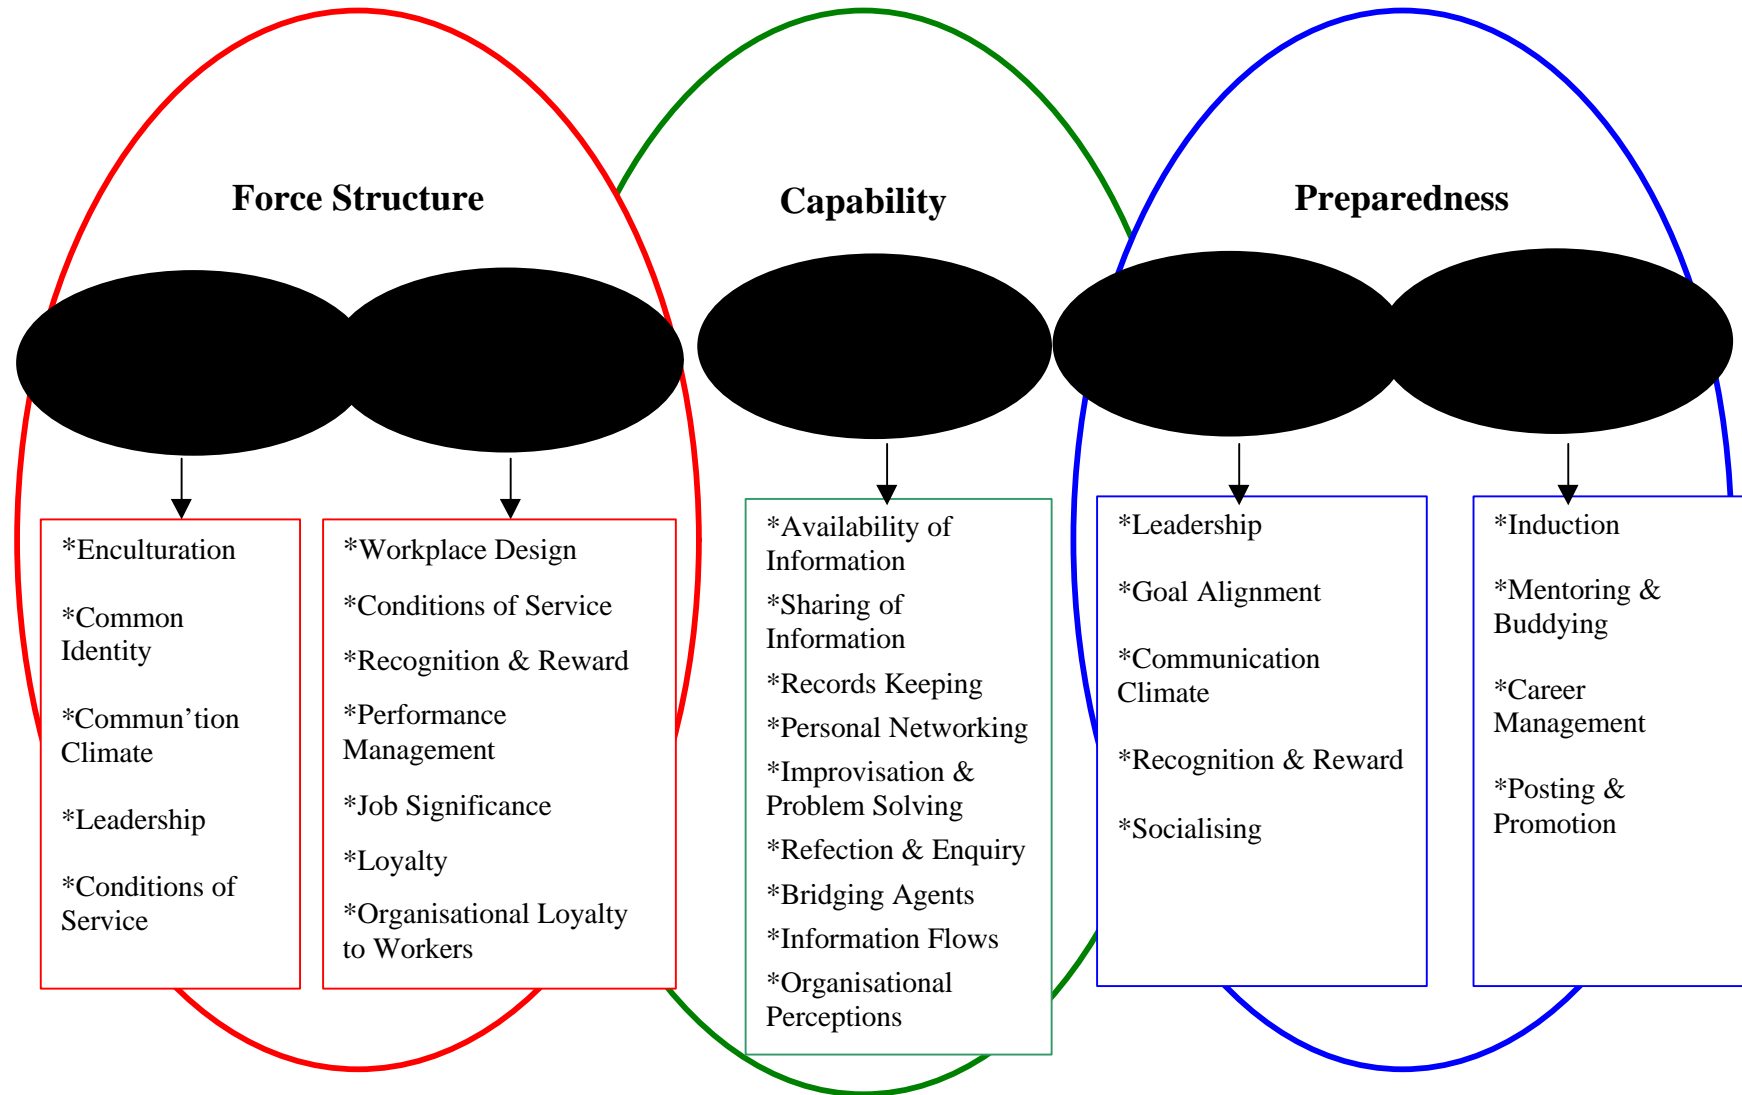 Force Structure
Capability
Preparedness
*Enculturation
*Common
Identity
*Commun’tion
Climate
*Leadership
*Conditions of
Service
*Workplace Design
*Conditions of Service
*Recognition & Reward
*Performance
Management
*Job Significance
*Loyalty
*Organisational Loyalty
to Workers
*Availability of
Information
*Sharing of
Information
*Records Keeping
*Personal Networking
*Improvisation &
Problem Solving
*Refection & Enquiry
*Bridging Agents
*Information Flows
*Organisational
Perceptions
*Leadership
*Goal Alignment
*Communication
Climate
*Recognition & Reward
*Socialising
*Induction
*Mentoring &
Buddying
*Career
Management
*Posting &
Promotion